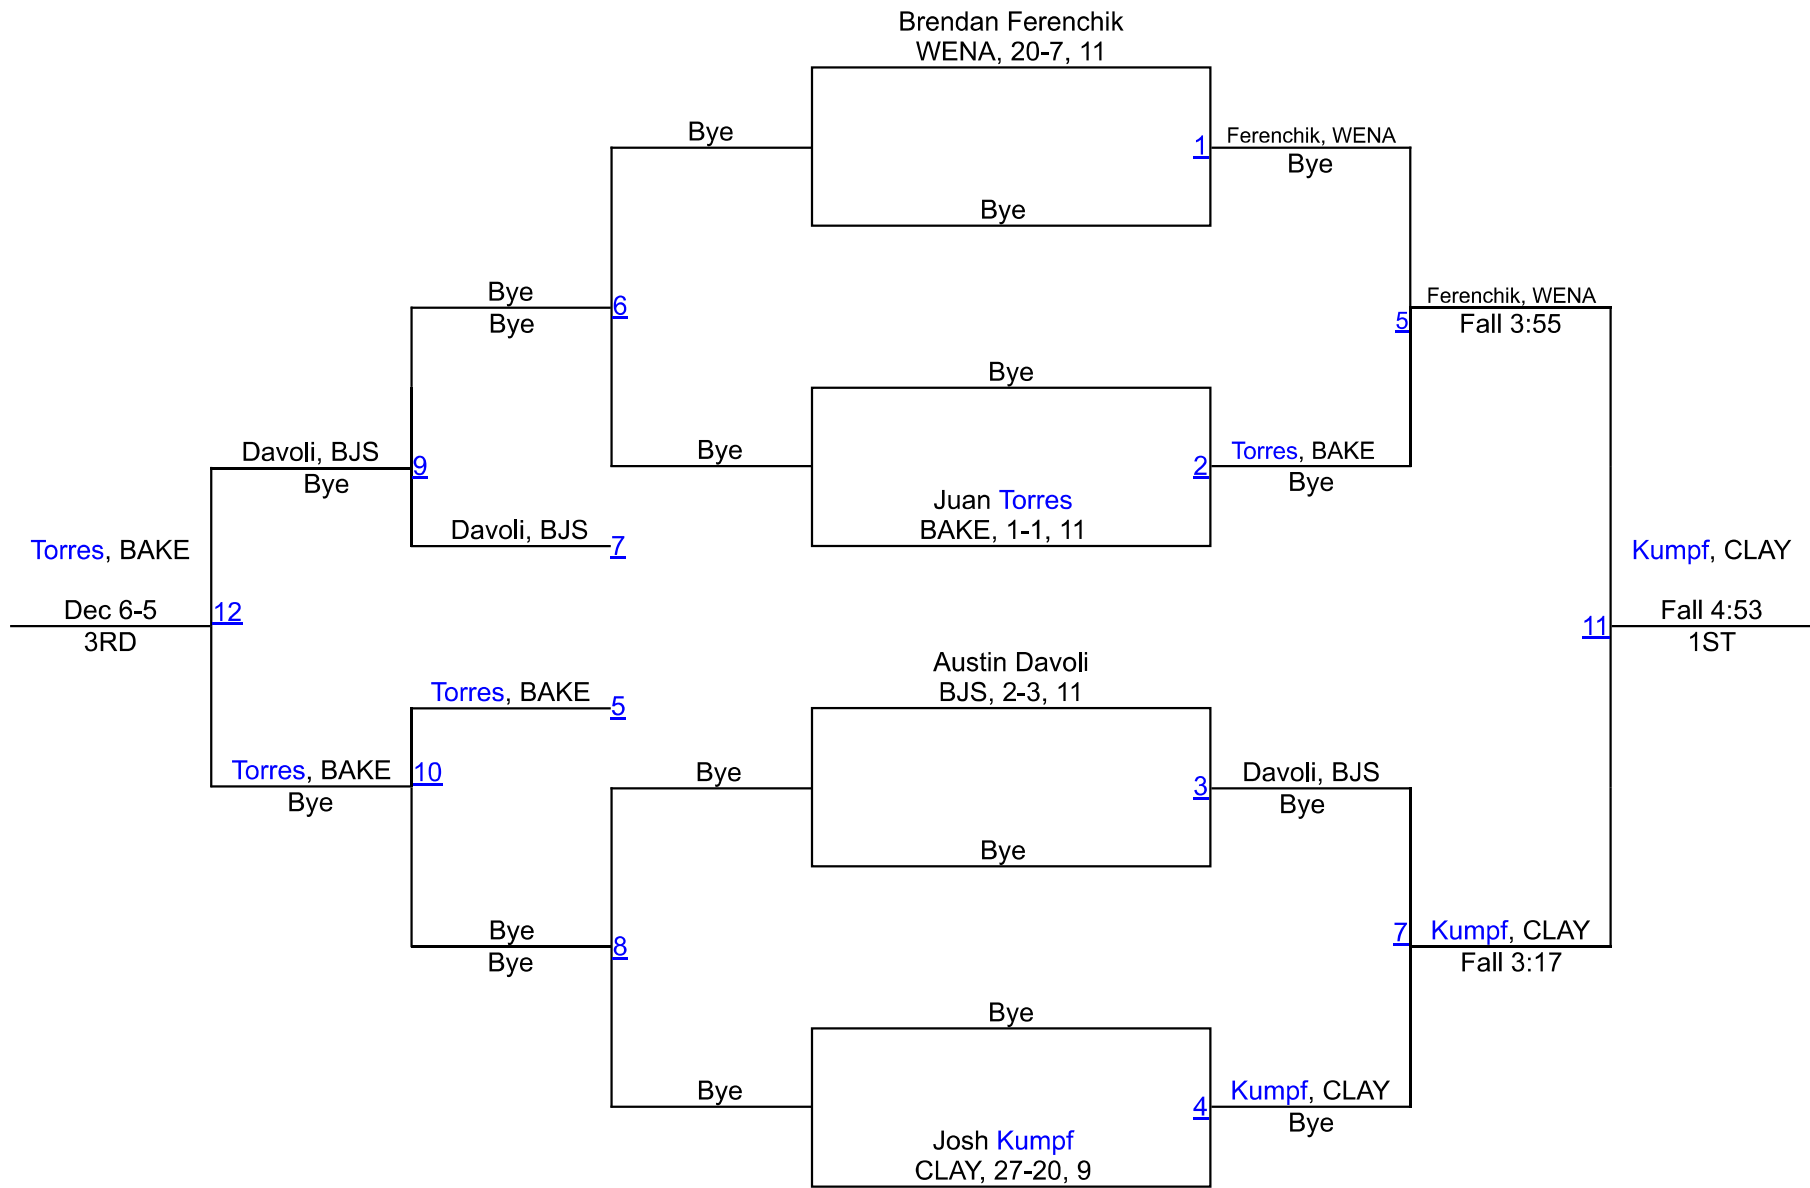 Brendan Ferenchik
WENA, 20-7, 11
Bye
1
Ferenchik, WENA
Bye
Bye
Bye
Bye
6
Ferenchik, WENA
Fall 3:55
5
Bye
Davoli, BJS
Bye
9
Bye
2
Torres, BAKE
Bye
Juan Torres
BAKE, 1-1, 11
Davoli, BJS
7
Torres, BAKE
Dec 6-5
3RD
12
Kumpf, CLAY
Fall 4:53
1ST
11
Austin Davoli
BJS, 2-3, 11
Torres, BAKE
5
Torres, BAKE
Bye
10
Bye
3
Davoli, BJS
Bye
Bye
Bye
Bye
8
7
Kumpf, CLAY
Fall 3:17
Bye
Bye
4
Kumpf, CLAY
Bye
Josh Kumpf
CLAY, 27-20, 9